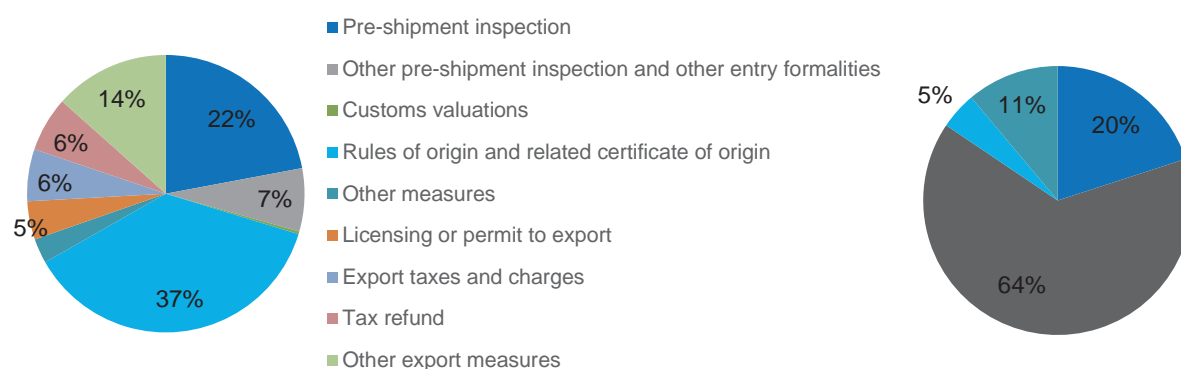 Pre-shipment inspection
Other pre-shipment inspection and other entry formalities
Customs valuations
Rules of origin and related certificate of origin
Other measures
Licensing or permit to export
Export taxes and charges
Tax refund
Other export measures
14%
22%
6%
6%
7%
5%
37%
5%
11%
20%
64%